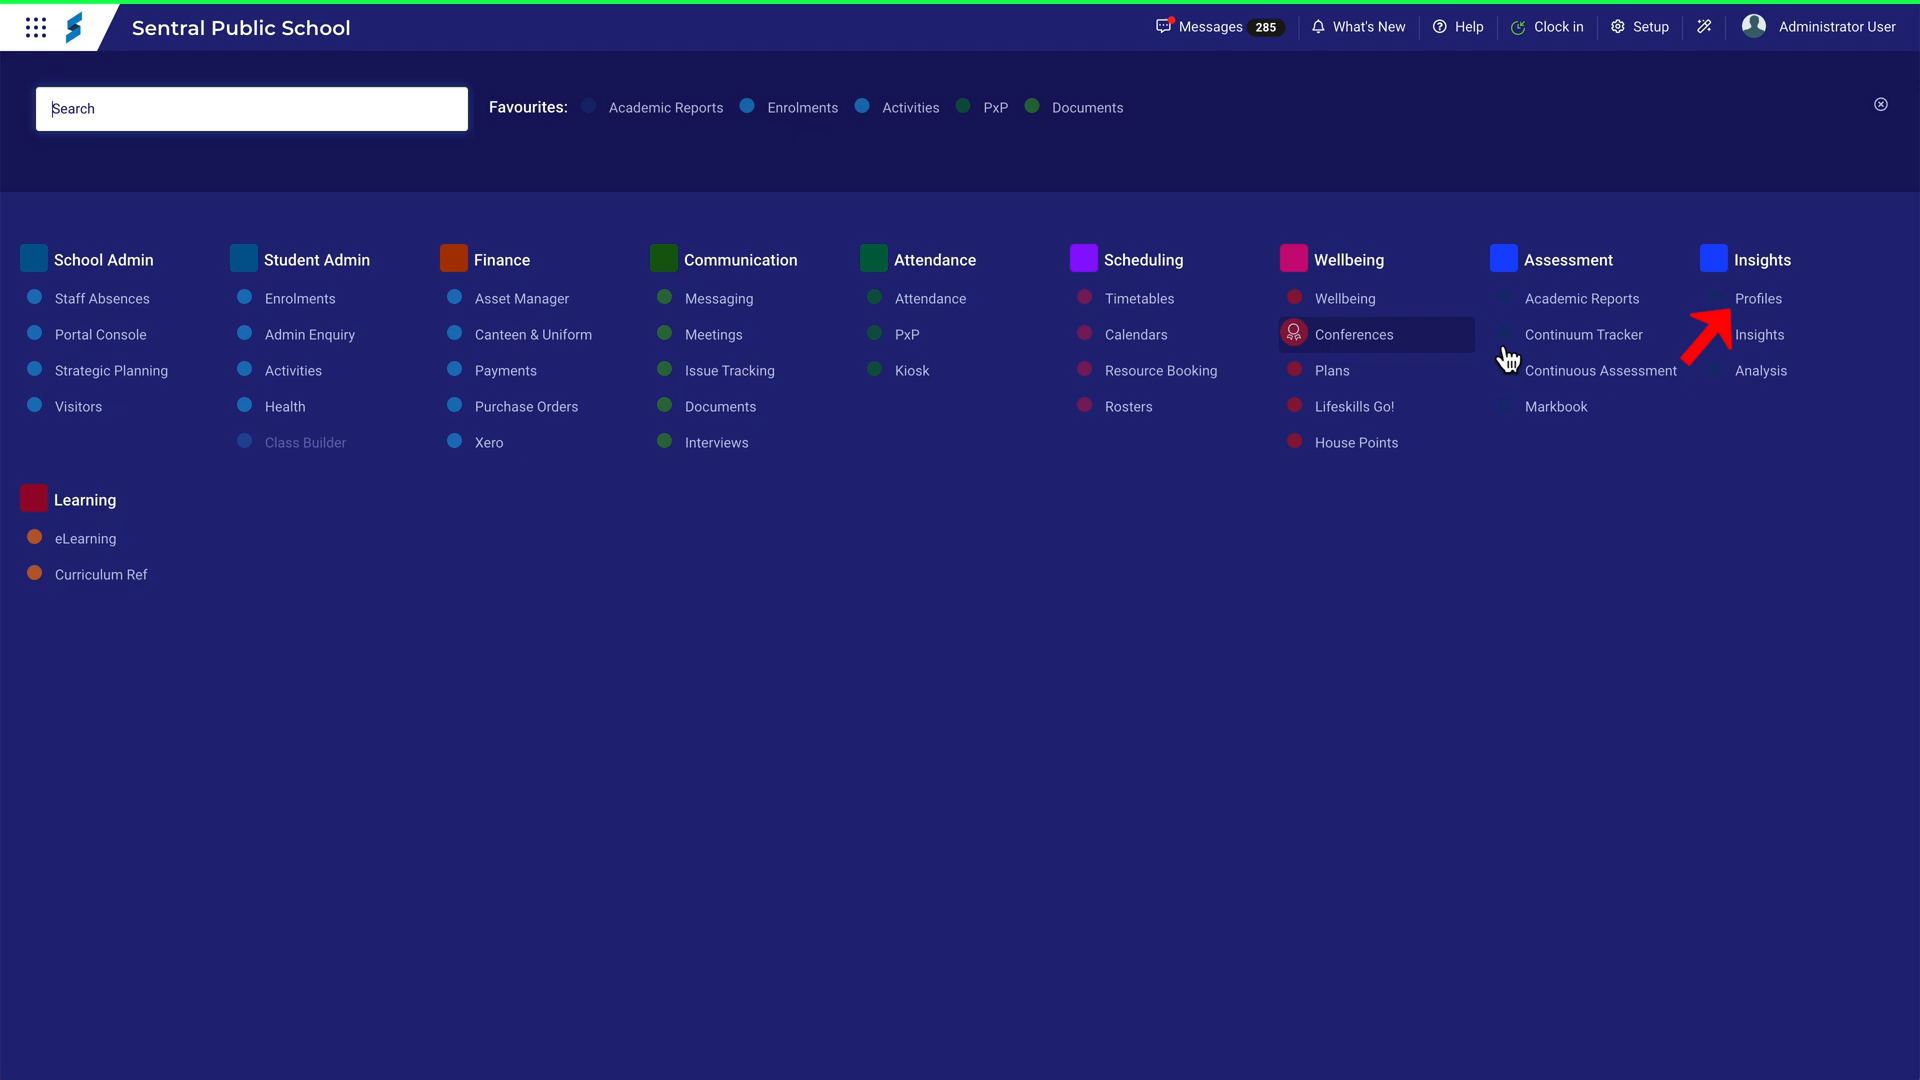 Sentral Public School
Messages 285
What's New
Help
Clock in
Setup
Administrator User
Search
Favourites:
Academic Reports
Enrolments
Activities
PxP
Documents
School Admin
Staff Absences
Portal Console
Strategic Planning
Visitors
Student Admin
Enrolments
Admin Enquiry
Activities
Health
Class Builder
Finance
Asset Manager
Canteen & Uniform
Payments
Purchase Orders
Xero
Communication
Messaging
Meetings
Issue Tracking
Documents
Interviews
Attendance
Attendance
PxP
Kiosk
Scheduling
Timetables
Calendars
Resource Booking
Rosters
Wellbeing
Wellbeing
Conferences
Plans
Lifeskills Go!
House Points
Assessment
Academic Reports
Continuum Tracker
Continuous Assessment
Markbook
Insights
Profiles
Insights
Analysis
Learning
eLearning
Curriculum Ref